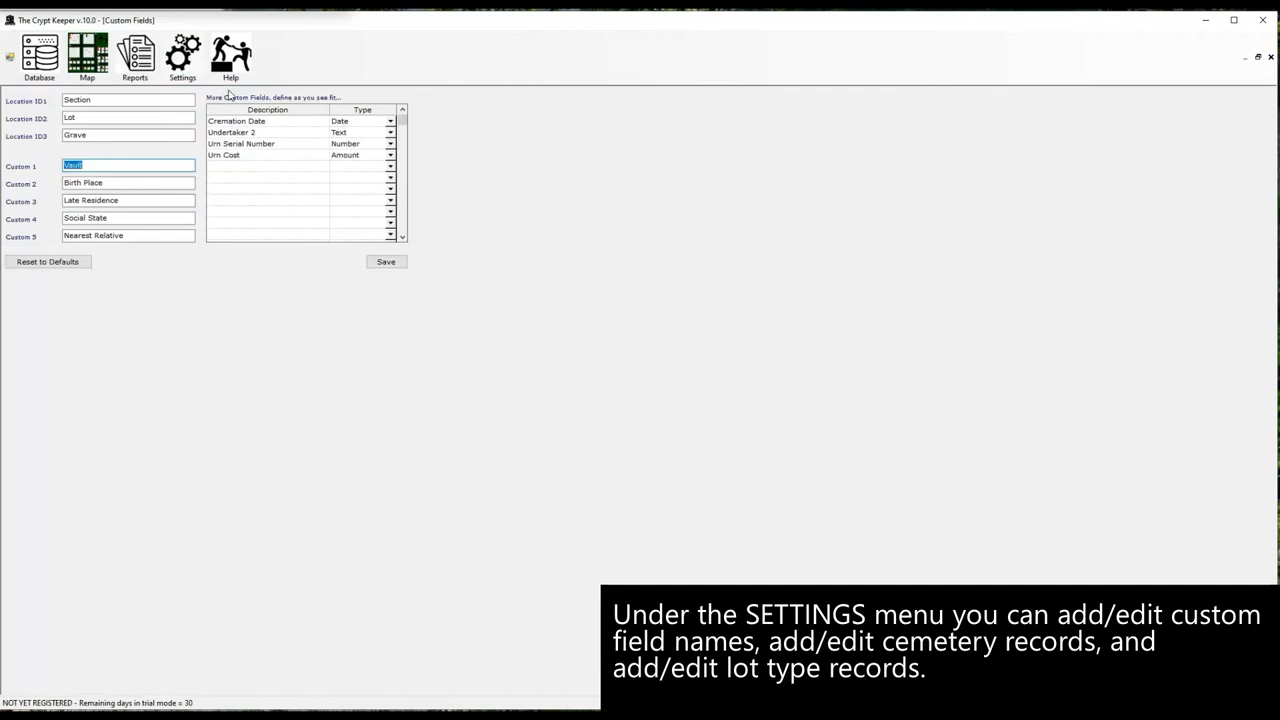 The Crypt Keeper v.10.0 - [Custom Fields]
Database
Map
Reports
Settings
Help
Location ID1 Section
Location ID2 Lot
Location ID3 Grave
Custom 1 Vault
Custom 2 Birth Place
Custom 3 Late Residence
Custom 4 Social State
Custom 5 Nearest Relative
More Custom Fields, define as you see fit...
Description Type
Cremation Date Date
Undertaker 2 Text
Urn Serial Number Number
Urn Cost Amount
Reset to Defaults
Save
Under the SETTINGS menu you can add/edit custom
field names, add/edit cemetery records, and
add/edit lot type records.
NOT YET REGISTERED - Remaining days in trial mode = 30